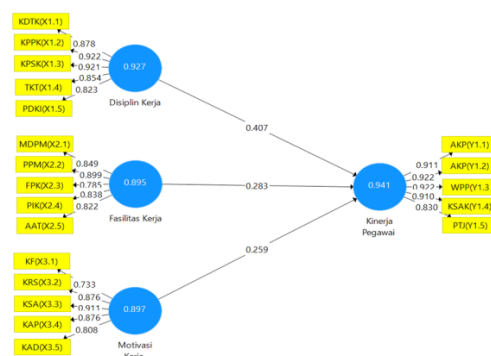 KDTK(X1.1)
KPPK(X1.2)
KPSK(X1.3)
TKT(X1.4)
PDKI(X1.5)
0.878
0.922
0.921
0.854
0.823
0.927
Disiplin Kerja
0.407
MDPM(X2.1)
PPM(X2.2)
FPK(X2.3)
PIK(X2.4)
AAT(X2.5)
0.849
0.899
0.785
0.838
0.822
0.895
Fasilitas Kerja
0.283
KF(X3.1)
KRS(X3.2)
KSA(X3.3)
KAP(X3.4)
KAD(X3.5)
0.733
0.876
0.911
0.876
0.808
0.897
Motivasi
Kerja
0.259
0.941
Kinerja
Pegawai
0.911
0.922
0.922
0.910
0.830
AKP(Y1.1)
AKP(Y1.2)
WPP(Y1.3
KSAK(Y1.4)
PTJ(Y1.5)